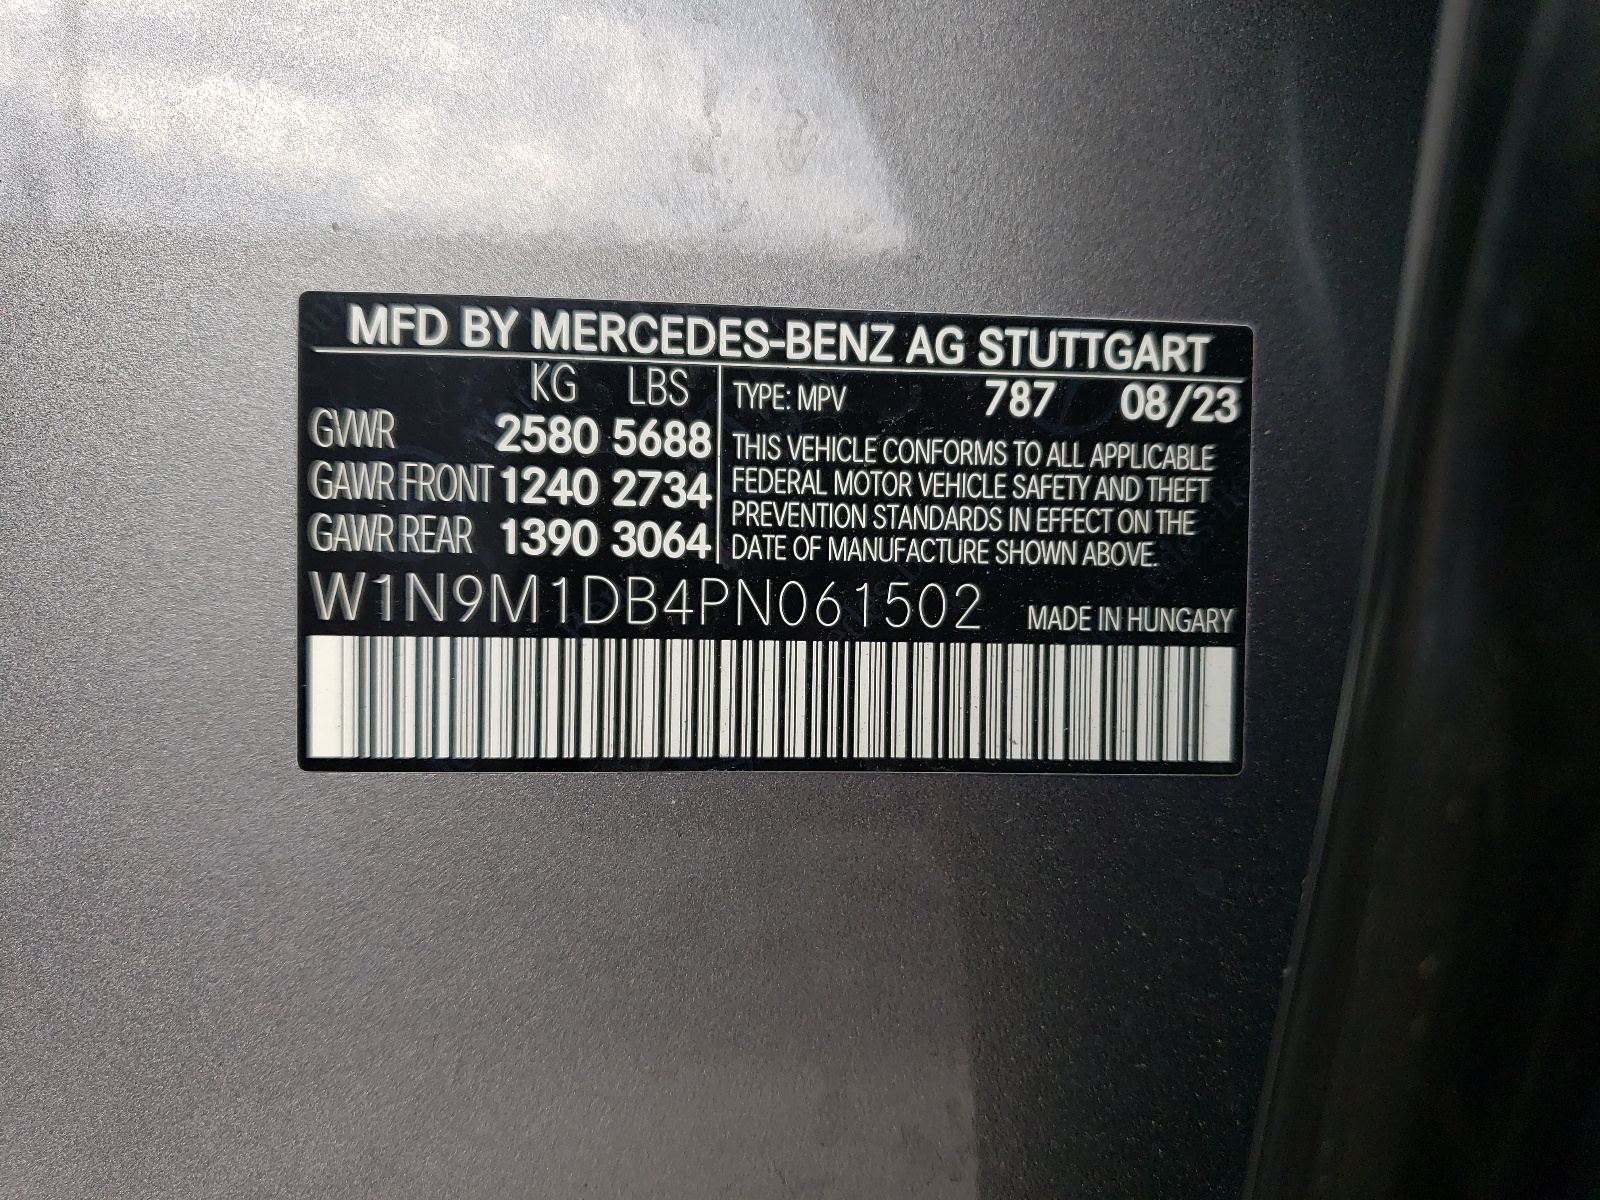 MFD BY MERCEDES-BENZ AG STUTTGART
KG LBS
GVWR 2580 5688
GAWR FRONT 1240 2734
GAWR REAR 1390 3064
TYPE: MPV 787 08/23
THIS VEHICLE CONFORMS TO ALL APPLICABLE
FEDERAL MOTOR VEHICLE SAFETY AND THEFT
PREVENTION STANDARDS IN EFFECT ON THE
DATE OF MANUFACTURE SHOWN ABOVE.
W1N9M1DB4PN061502 MADE IN HUNGARY